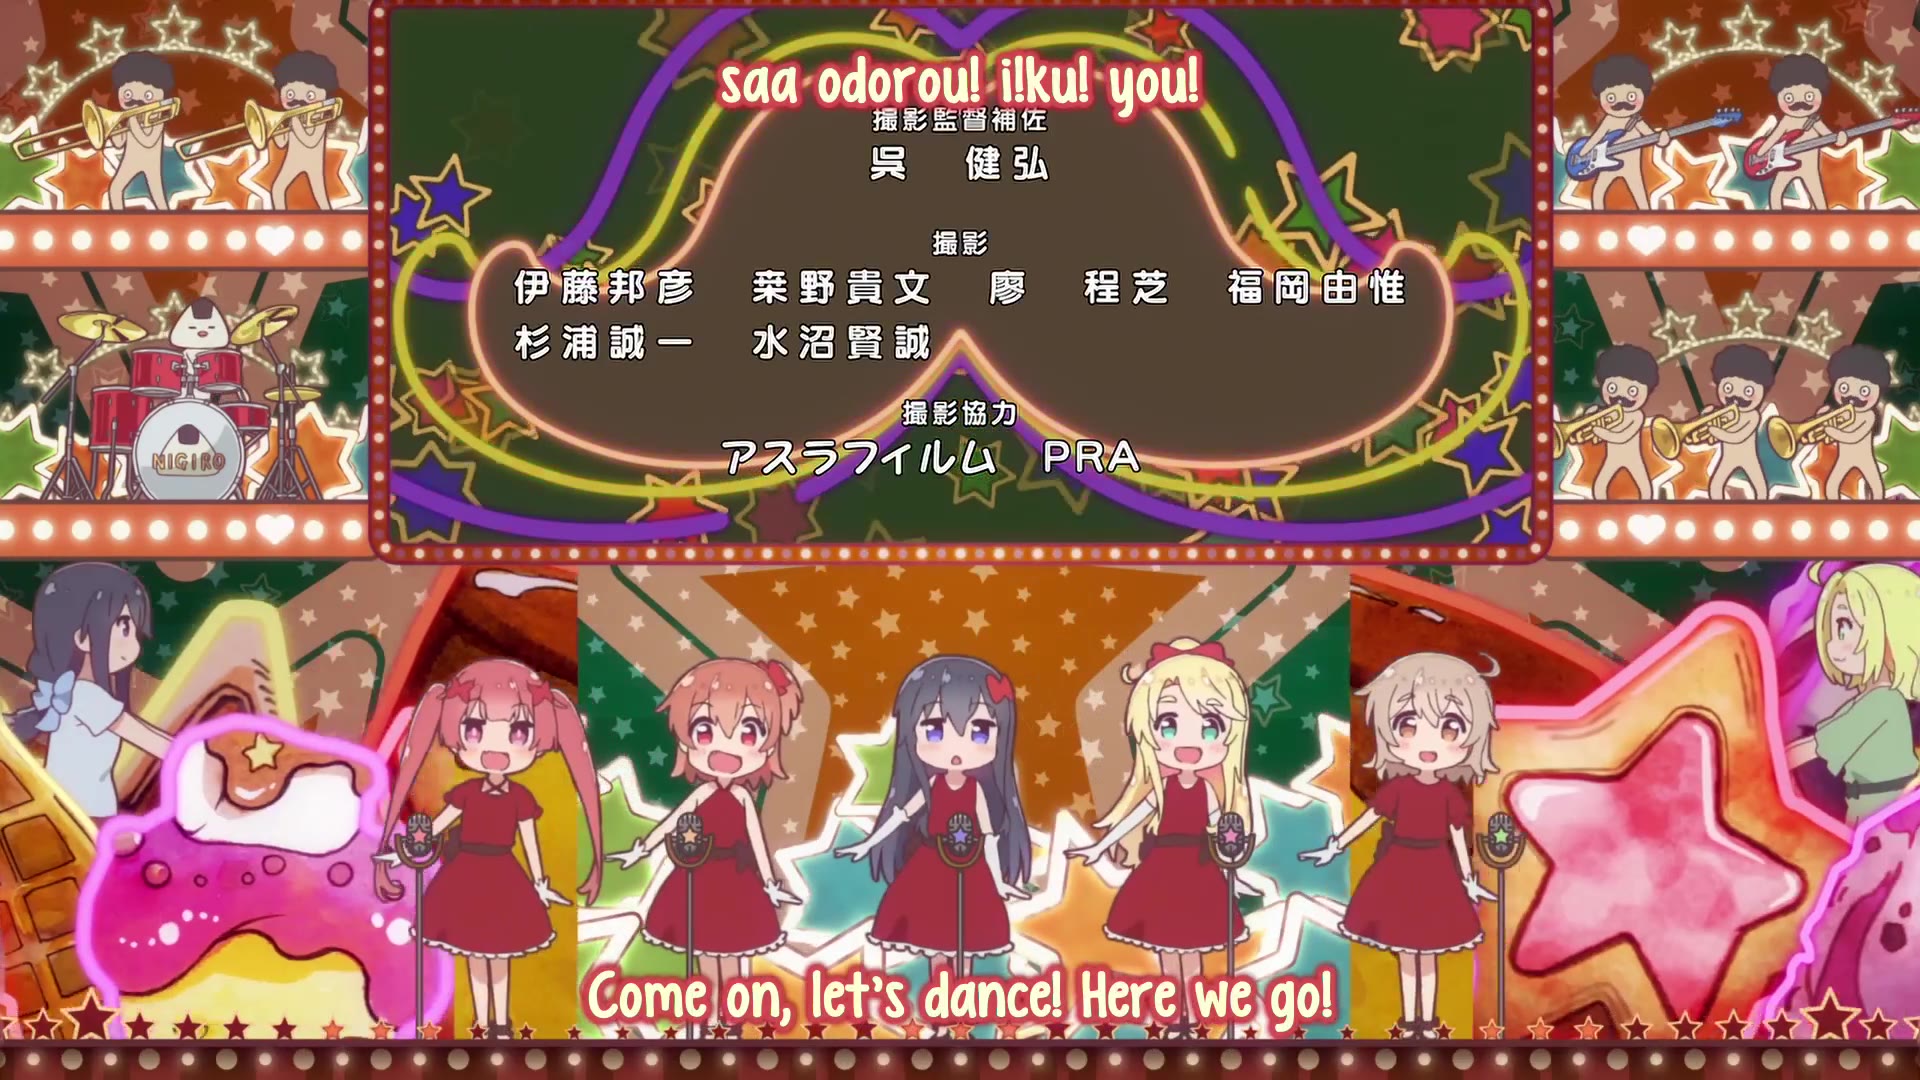 saa odorou! i!ku! you!
撮影監督補佐
呉　健弘
撮影
伊藤邦彦　桒野貴文　廖　程芝　福岡由惟
杉浦誠一　水沼賢誠
撮影協力
アスラフィルム　PRA
NIGIRO
Come on, let's dance! Here we go!